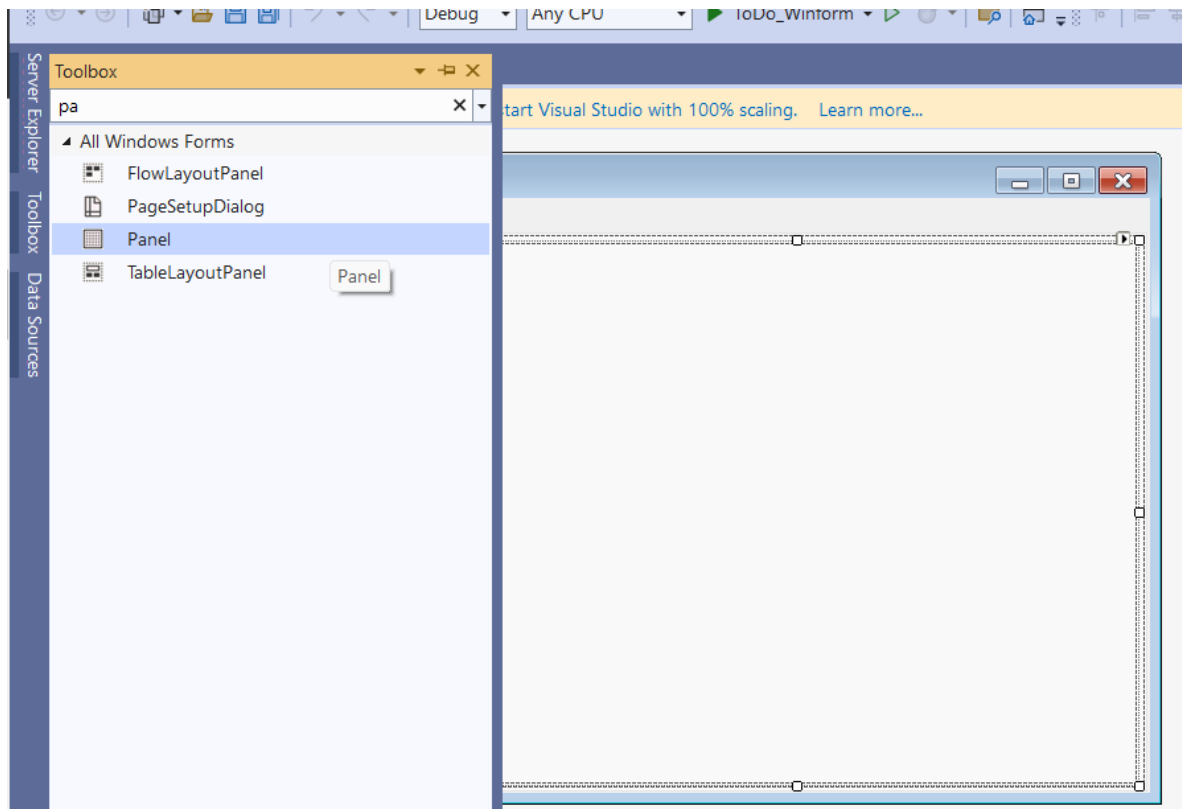 Debug Any CPU ToDo_Winform
Server Explorer
Toolbox
Data Sources
Toolbox
pa
All Windows Forms
FlowLayoutPanel
PageSetupDialog
Panel
TableLayoutPanel
Panel
start Visual Studio with 100% scaling. Learn more...